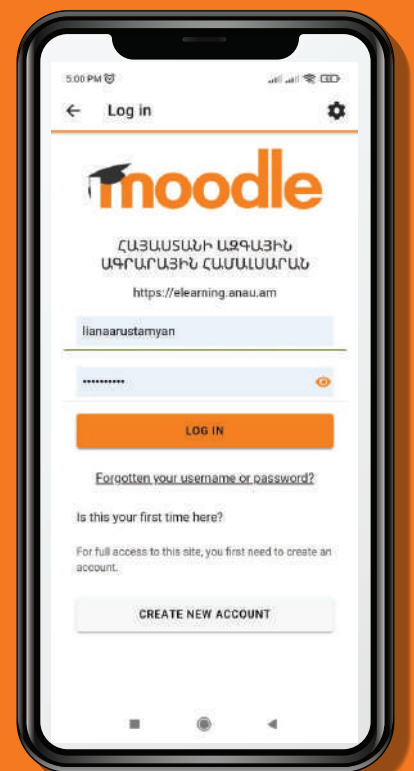 5:00 PM
Log in
moodle
ՀԱՅԱՍՏԱՆԻ ԱԶԳԱՅԻՆ
ԱԳՐԱՐԱՅԻՆ ՀԱՄԱԼՍԱՐԱՆ
https://elearning.anau.am
lianaarustamyan
••••••••••
LOG IN
Forgotten your username or password?
Is this your first time here?
For full access to this site, you first need to create an
account.
CREATE NEW ACCOUNT